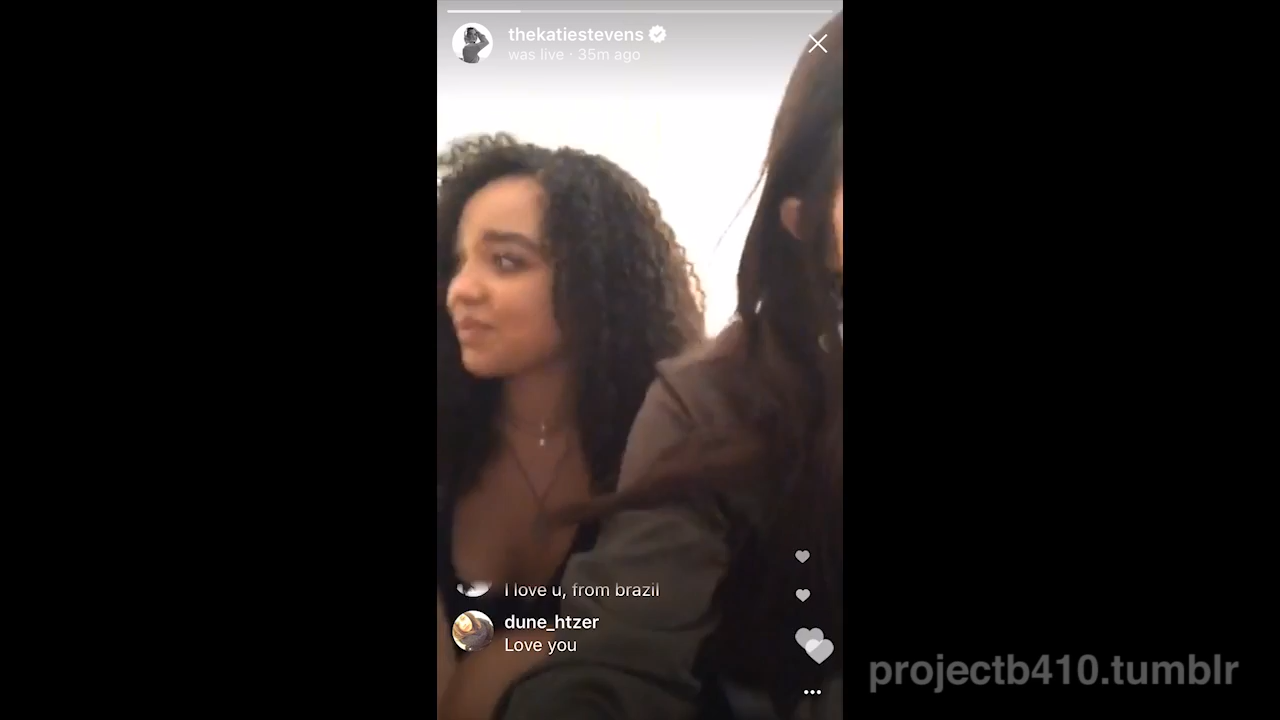 thekatiestevens
was live · 35m ago
I love u, from brazil
dune_htzer
Love you
projectb410.tumblr